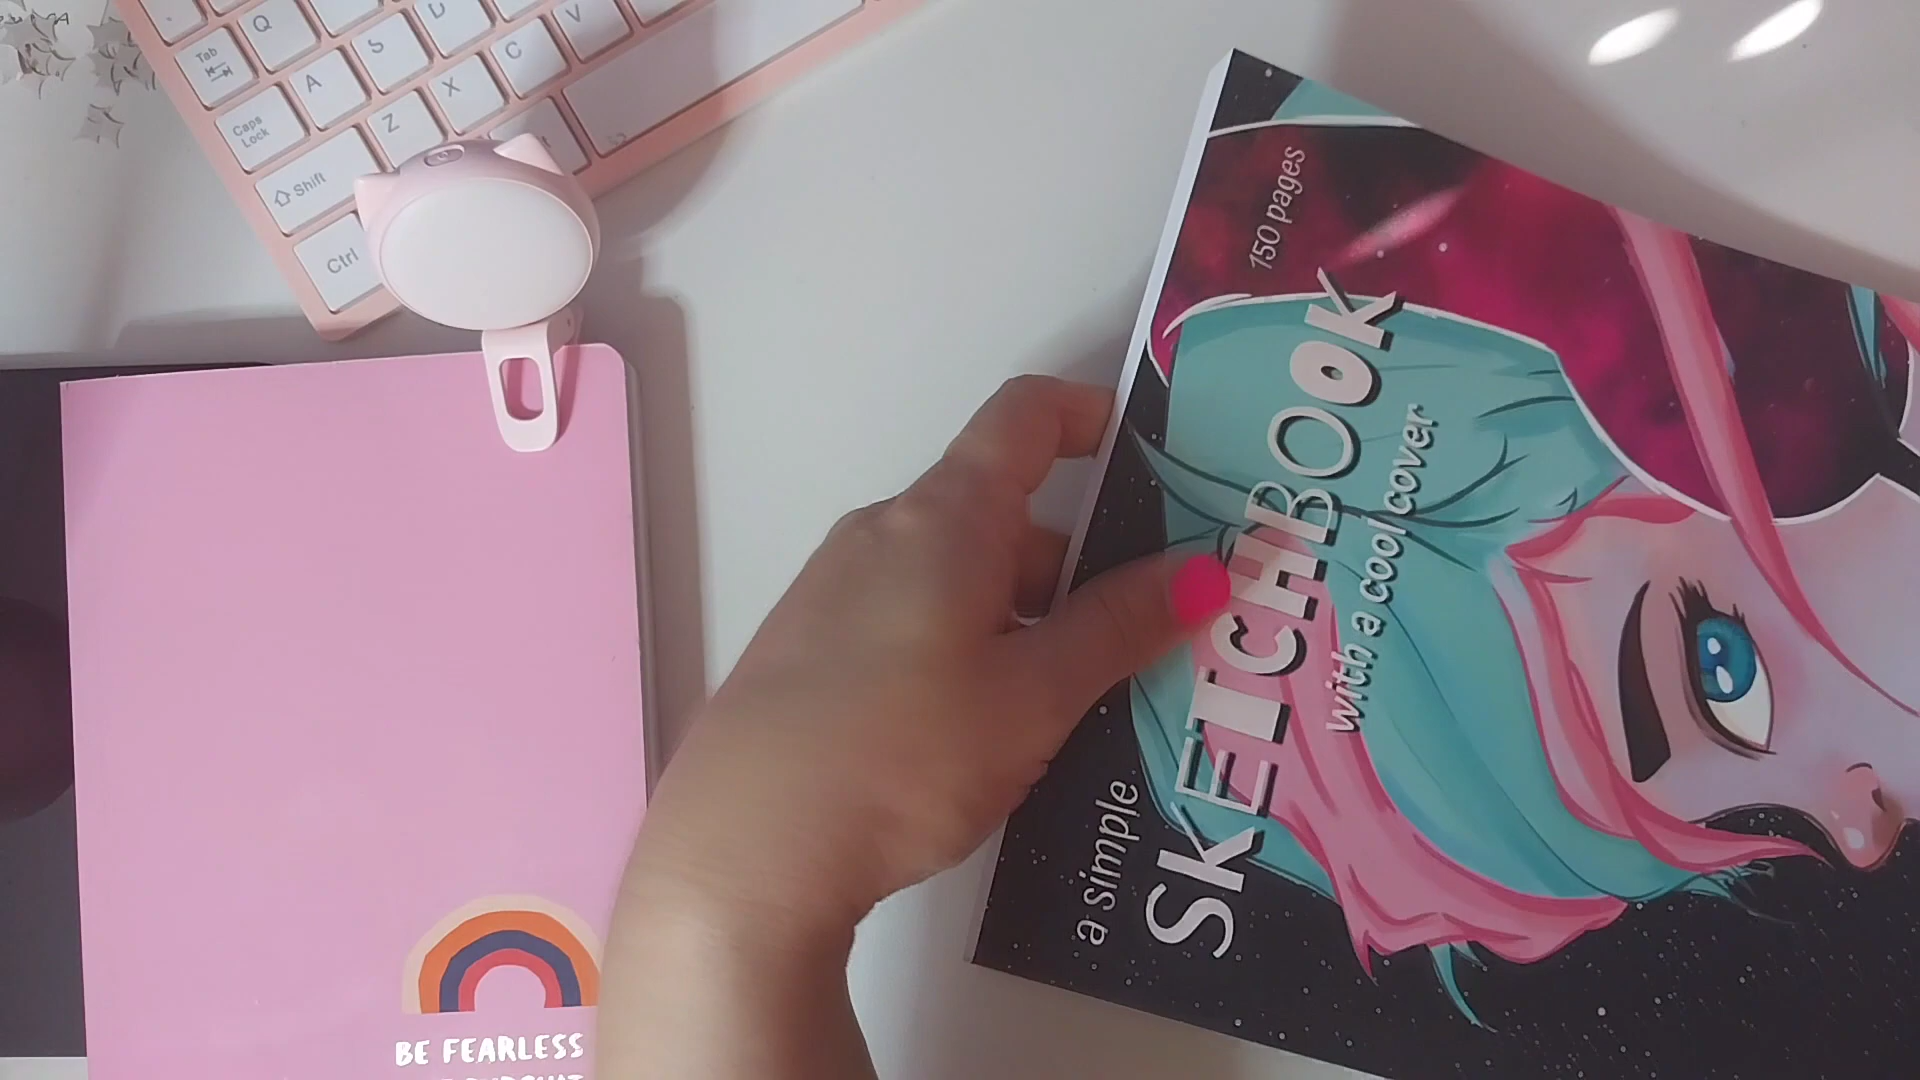 Q
D
V
Tab
A
S
C
Caps
Lock
Z
X
Shift
Ctrl
150 pages
a simple
SKETCHBOOK
with a cool cover
BE FEARLESS